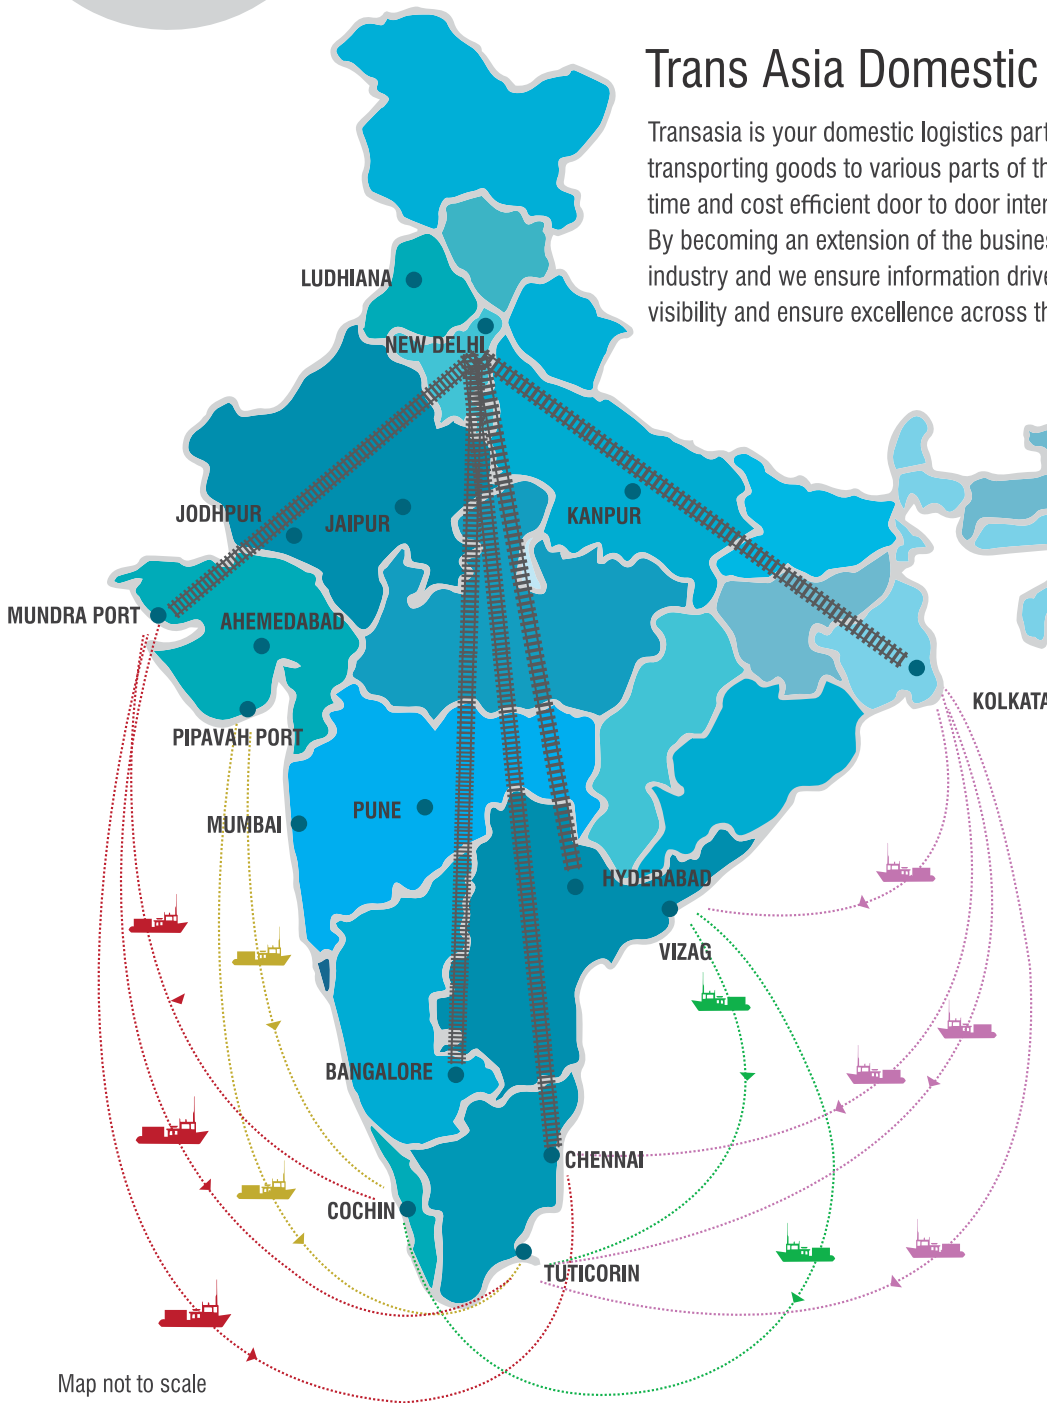 Trans Asia Domestic
Transasia is your domestic logistics part
transporting goods to various parts of th
time and cost efficient door to door inter
By becoming an extension of the busines
industry and we ensure information drive
visibility and ensure excellence across th
LUDHIANA
NEW DELHI
JODHPUR
JAIPUR
KANPUR
MUNDRA PORT
AHEMEDABAD
KOLKATA
PIPAVAH PORT
PUNE
MUMBAI
HYDERABAD
VIZAG
BANGALORE
CHENNAI
COCHIN
TUTICORIN
Map not to scale